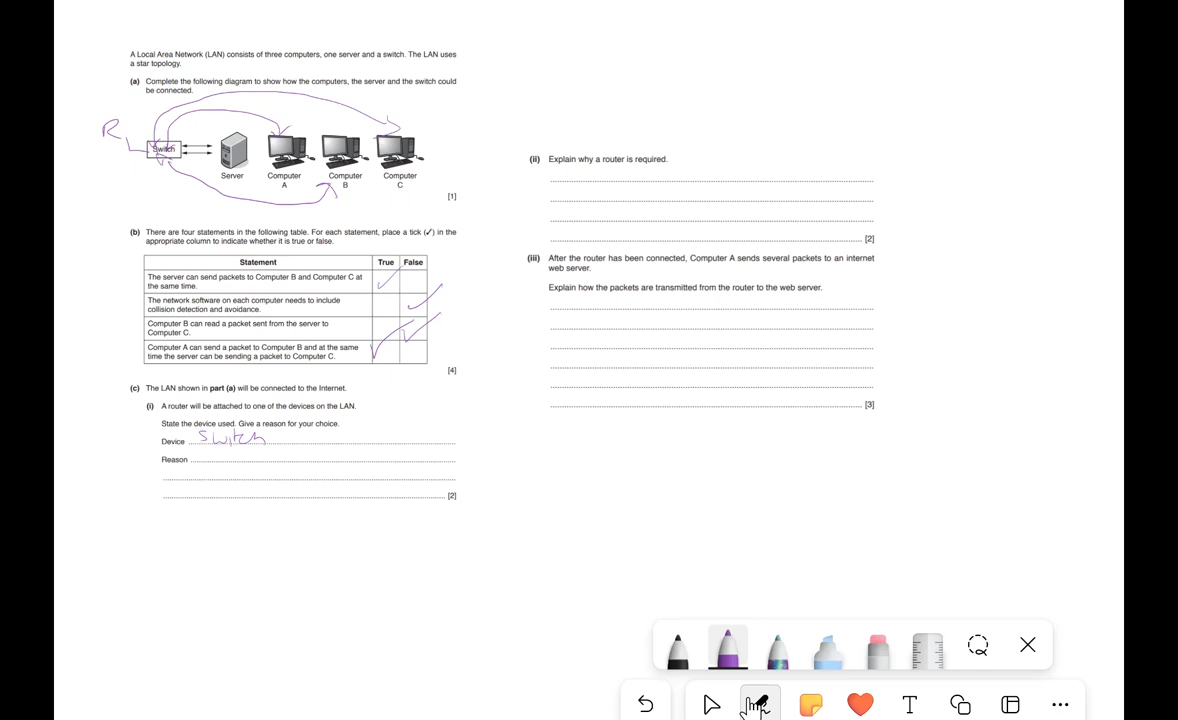 A Local Area Network (LAN) consists of three computers, one server and a switch. The LAN uses
a star topology.
(a) Complete the following diagram to show how the computers, the server and the switch could
be connected.
R
Switch
Server
Computer
A
Computer
B
Computer
C
[1]
(b) There are four statements in the following table. For each statement, place a tick (✓) in the
appropriate column to indicate whether it is true or false.
Statement True False
The server can send packets to Computer B and Computer C at
the same time. ✓
The network software on each computer needs to include
collision detection and avoidance. ✓
Computer B can read a packet sent from the server to
Computer C. ✓
Computer A can send a packet to Computer B and at the same
time the server can be sending a packet to Computer C. ✓
[4]
(c) The LAN shown in part (a) will be connected to the Internet.
(i) A router will be attached to one of the devices on the LAN.
State the device used. Give a reason for your choice.
Device switch
Reason
[2]
(ii) Explain why a router is required.
[2]
(iii) After the router has been connected, Computer A sends several packets to an internet
web server.
Explain how the packets are transmitted from the router to the web server.
[3]
T